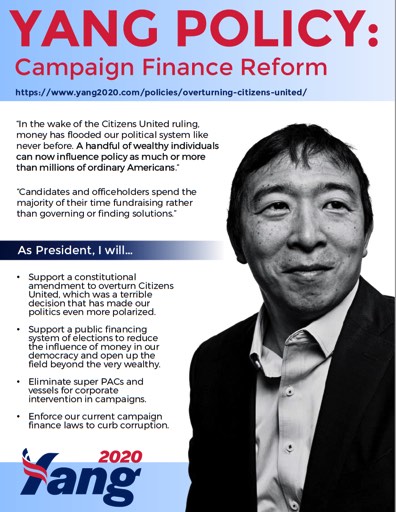 YANG POLICY:
Campaign Finance Reform
https://www.yang2020.com/policies/overturning-citizens-united/
"In the wake of the Citizens United ruling,
money has flooded our political system like
never before. A handful of wealthy individuals
can now influence policy as much or more
than millions of ordinary Americans."
"Candidates and officeholders spend the
majority of their time fundraising rather
than governing or finding solutions."
As President, I will...
• Support a constitutional
amendment to overturn Citizens
United, which was a terrible
decision that has made our
politics even more polarized.
• Support a public financing
system of elections to reduce
the influence of money in our
democracy and open up the
field beyond the very wealthy.
• Eliminate super PACs and
vessels for corporate
intervention in campaigns.
• Enforce our current campaign
finance laws to curb corruption.
2020
Yang